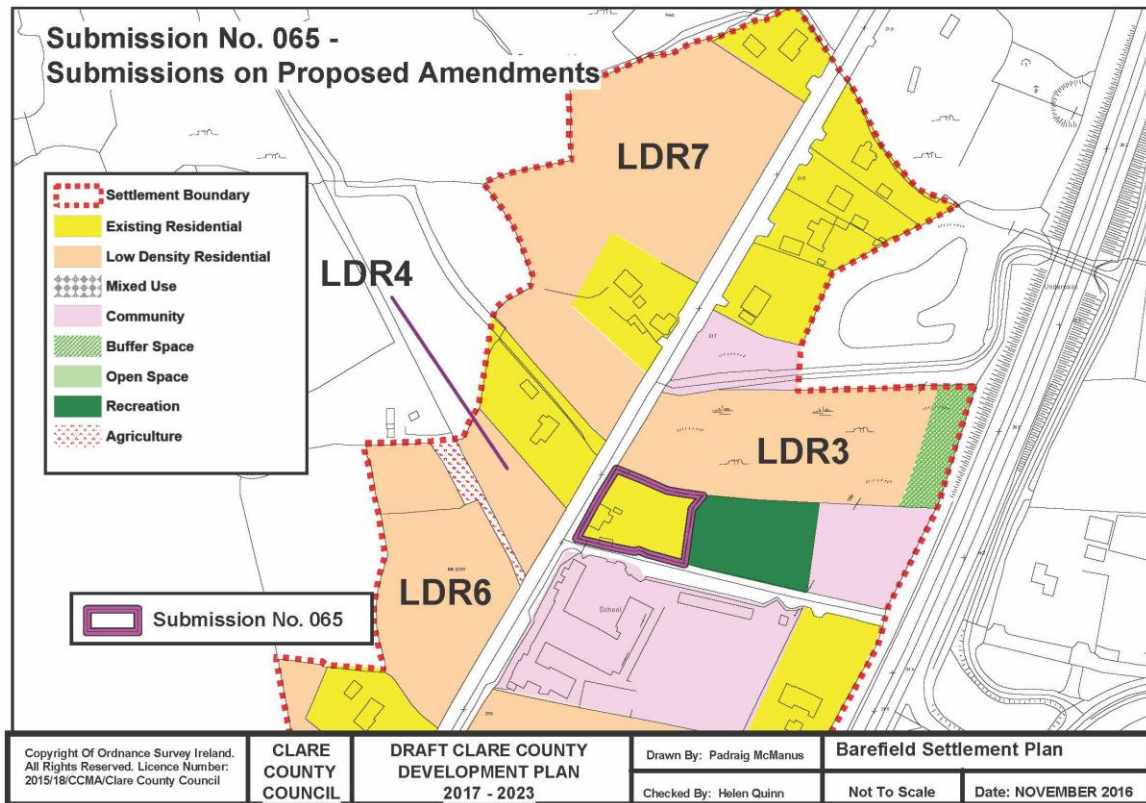 Submission No. 065 -
Submissions on Proposed Amendments
Settlement Boundary
Existing Residential
Low Density Residential
Mixed Use
Community
Buffer Space
Open Space
Recreation
Agriculture
LDR7
LDR4
LDR3
LDR6
School
Submission No. 065
Copyright Of Ordnance Survey Ireland.
All Rights Reserved. Licence Number:
2015/18/CCMA/Clare County Council
CLARE
COUNTY
COUNCIL
DRAFT CLARE COUNTY
DEVELOPMENT PLAN
2017 - 2023
Drawn By: Padraig McManus
Checked By: Helen Quinn
Barefield Settlement Plan
Not To Scale
Date: NOVEMBER 2016